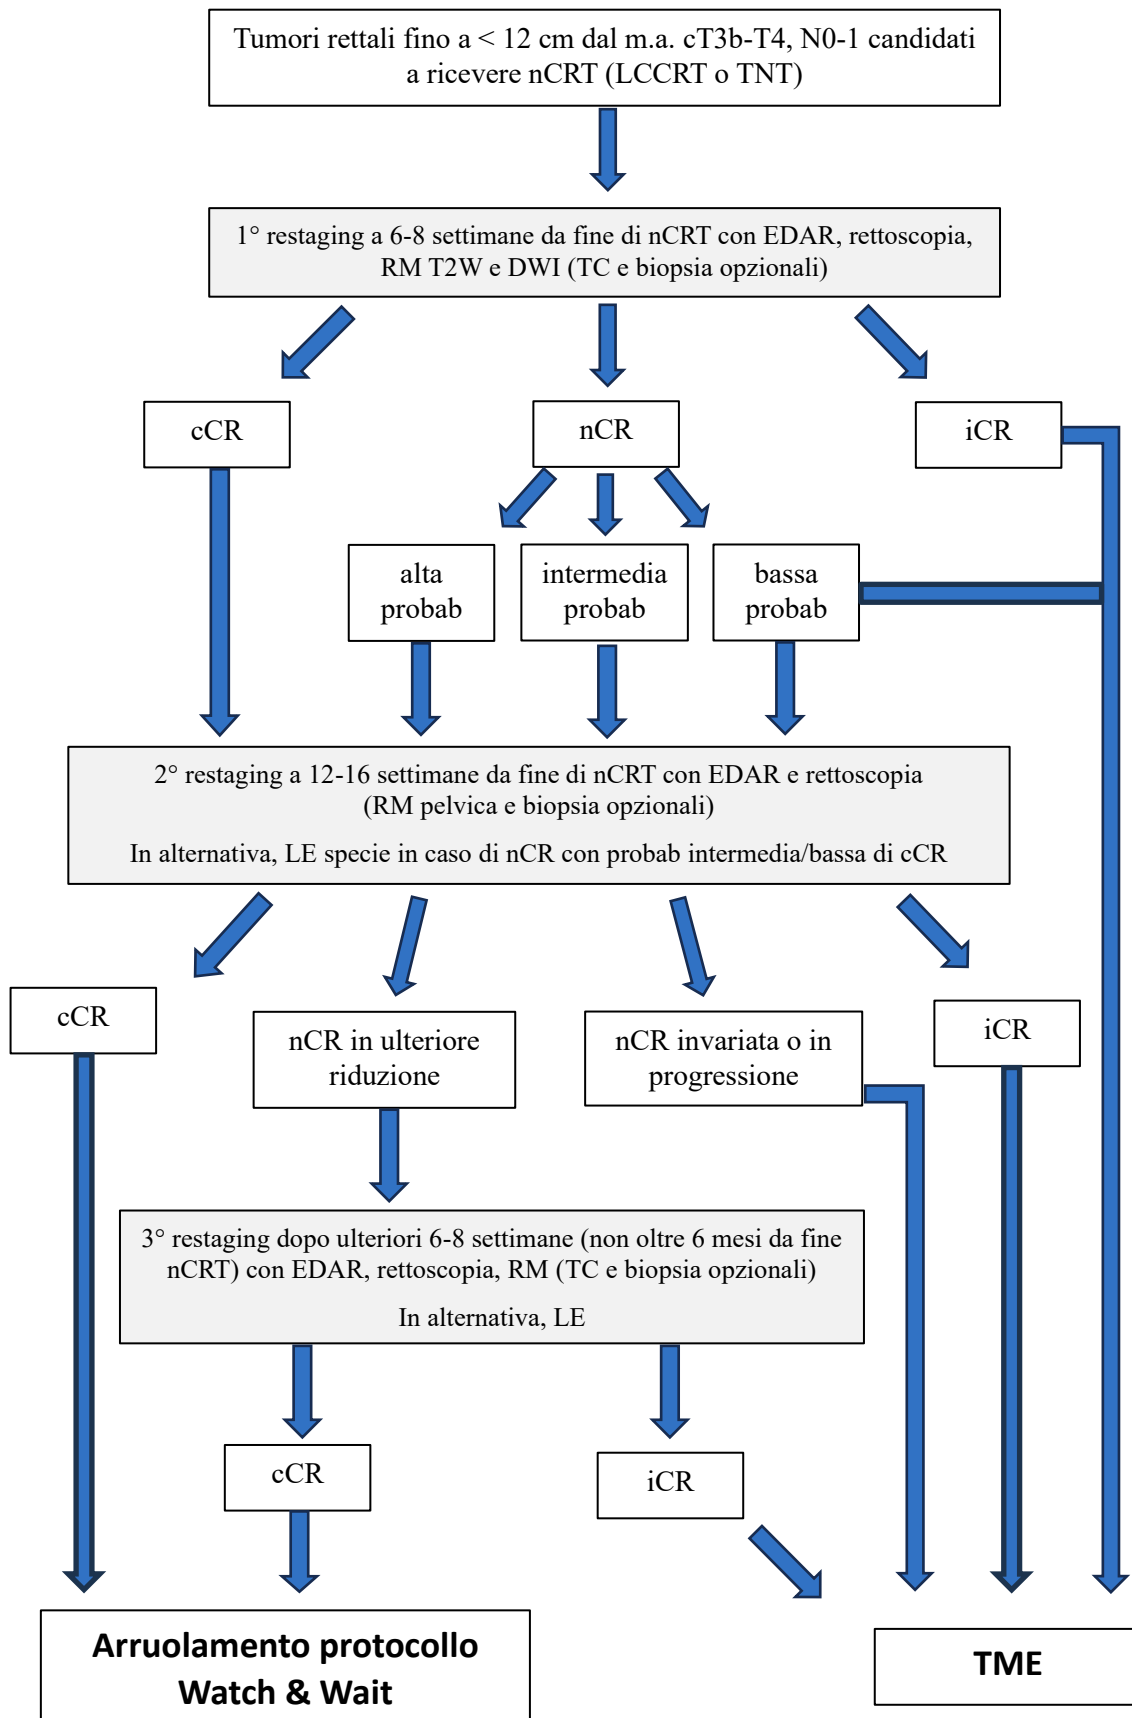 Tumori rettali fino a < 12 cm dal m.a. cT3b-T4, N0-1 candidati
a ricevere nCRT (LCCRT o TNT)
1° restaging a 6-8 settimane da fine di nCRT con EDAR, rettoscopia,
RM T2W e DWI (TC e biopsia opzionali)
cCR
nCR
iCR
alta
probab
intermedia
probab
bassa
probab
2° restaging a 12-16 settimane da fine di nCRT con EDAR e rettoscopia
(RM pelvica e biopsia opzionali)
In alternativa, LE specie in caso di nCR con probab intermedia/bassa di cCR
cCR
nCR in ulteriore
riduzione
nCR invariata o in
progressione
iCR
3° restaging dopo ulteriori 6-8 settimane (non oltre 6 mesi da fine
nCRT) con EDAR, rettoscopia, RM (TC e biopsia opzionali)
In alternativa, LE
cCR
iCR
Arruolamento protocollo
Watch & Wait
TME